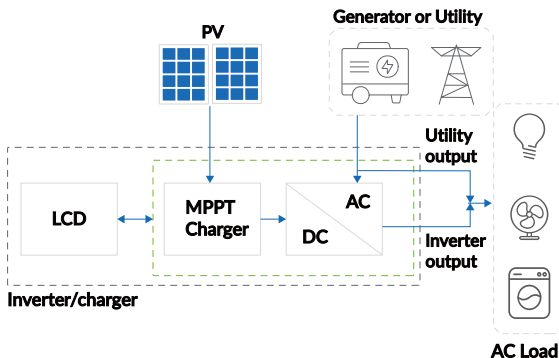 Generator or Utility
PV
Utility
output
LCD
MPPT
Charger
AC
DC
Inverter
output
Inverter/charger
AC Load